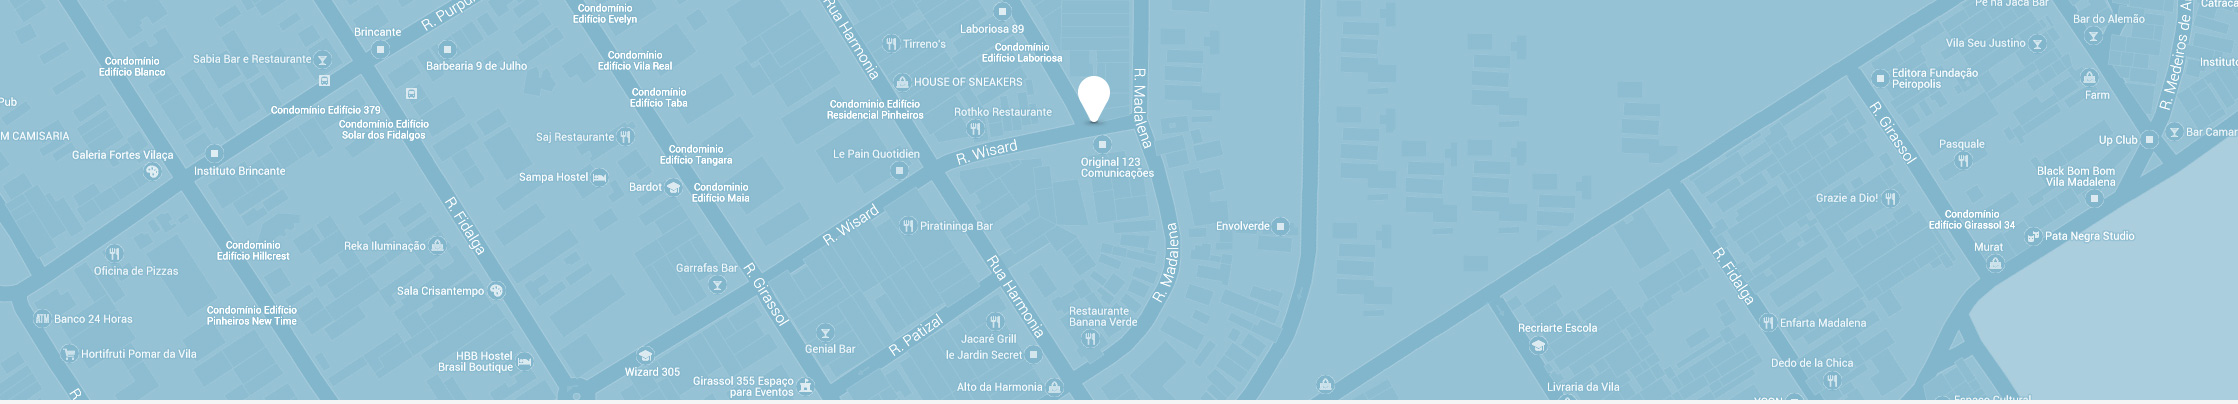 Condomínio
Edifício Evelyn
R. Purpu
Brincante
Sabia Bar e Restaurante
Condomínio
Edifício Blanco
Barbearia 9 de Julho
Condomínio
Edifício Vila Real
Condomínio
Edifício Taba
Condomínio Edifício 379
Condomínio Edifício
Solar dos Fidalgos
Pub
M CAMISARIA
Galeria Fortes Vilaça
Instituto Brincante
Saj Restaurante
Condomínio
Edifício Tangara
Sampa Hostel
Bardot
Condominio
Edifício Maia
R. Fidalga
Reka Iluminação
Condominio
Edifício Hillcrest
Oficina de Pizzas
Sala Crisantempo
Condomínio Edifício
Pinheiros New Time
ATM
Banco 24 Horas
Hortifruti Pomar da Vila
R.
HBB Hostel
Brasil Boutique
Wizard 305
Garrafas Bar
R. Girassol
Girassol 355 Espaço
para Eventos
Genial Bar
R. Patizal
Rua Harmonia
Tirreno's
Laboriosa 89
Condomínio
Edifício Laboriosa
HOUSE OF SNEAKERS
Condominio Edifício
Residencial Pinheiros
Rothko Restaurante
Le Pain Quotidien
R. Wisard
R. Wisard
Piratininga Bar
Rua Harmonia
Original 123
Comunicações
R. Madalena
R. Madalena
Envolverde
Restaurante
Banana Verde
Jacaré Grill
le Jardin Secret
Alto da Harmonia
Pé na Jaca Bar
Catraca
Bar do Alemão
Vila Seu Justino
R. Medeiros de A
Instituto
Editora Fundação
Peiropolis
Farm
R. Girassol
Up Club
Bar Camar
Pasquale
Black Bom Bom
Vila Madalena
Grazie a Dio!
Condomínio
Edifício Girassol 34
Pata Negra Studio
Murat
R. Fidalga
Recriarte Escola
Enfarta Madalena
Dedo de la Chica
Livraria da Vila
Espaço Cultural